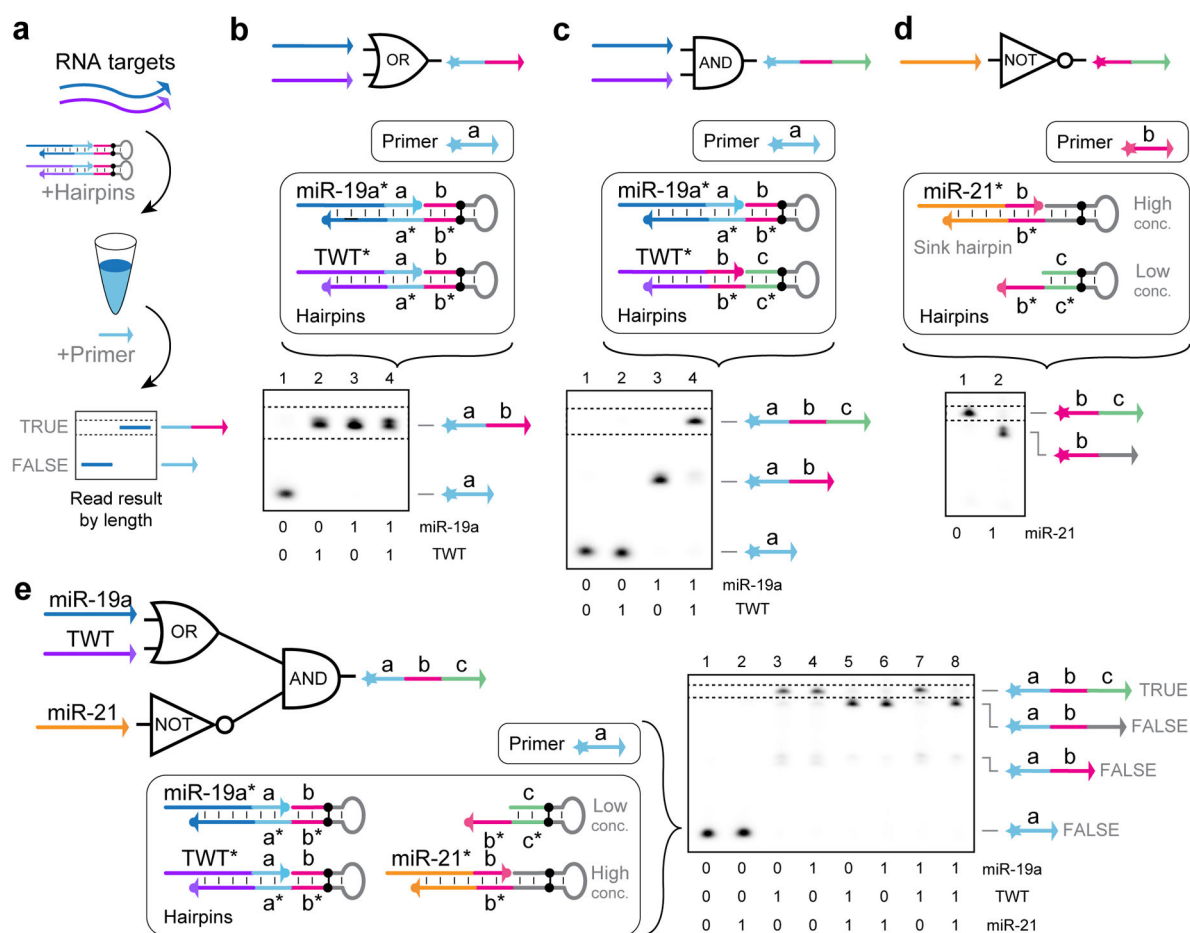 a
RNA targets
+Hairpins
+Primer
TRUE
FALSE
Read result
by length
b
OR
Primer a
miR-19a* a b
a* b*
TWT* a b
a* b*
Hairpins
1 2 3 4
a b
a
0 0 1 1 miR-19a
0 1 0 1 TWT
c
AND
Primer a
miR-19a* a b
a* b*
TWT* b c
b* c*
Hairpins
1 2 3 4
a b c
a b
a
0 0 1 1 miR-19a
0 1 0 1 TWT
d
NOT
Primer b
miR-21* b High
conc.
Sink hairpin b*
c Low
conc.
b* c*
Hairpins
1 2
b c
b
0 1 miR-21
e
miR-19a
TWT
OR
miR-21
NOT
AND
a b c
Primer a
miR-19a* a b
a* b*
TWT* a b
a* b*
Hairpins
c Low
conc.
b* c*
miR-21* b High
conc.
b*
1 2 3 4 5 6 7 8
a b c TRUE
a b FALSE
a b FALSE
a FALSE
0 0 0 1 0 1 1 1 miR-19a
0 0 1 0 1 0 1 1 TWT
0 1 0 0 1 1 0 1 miR-21